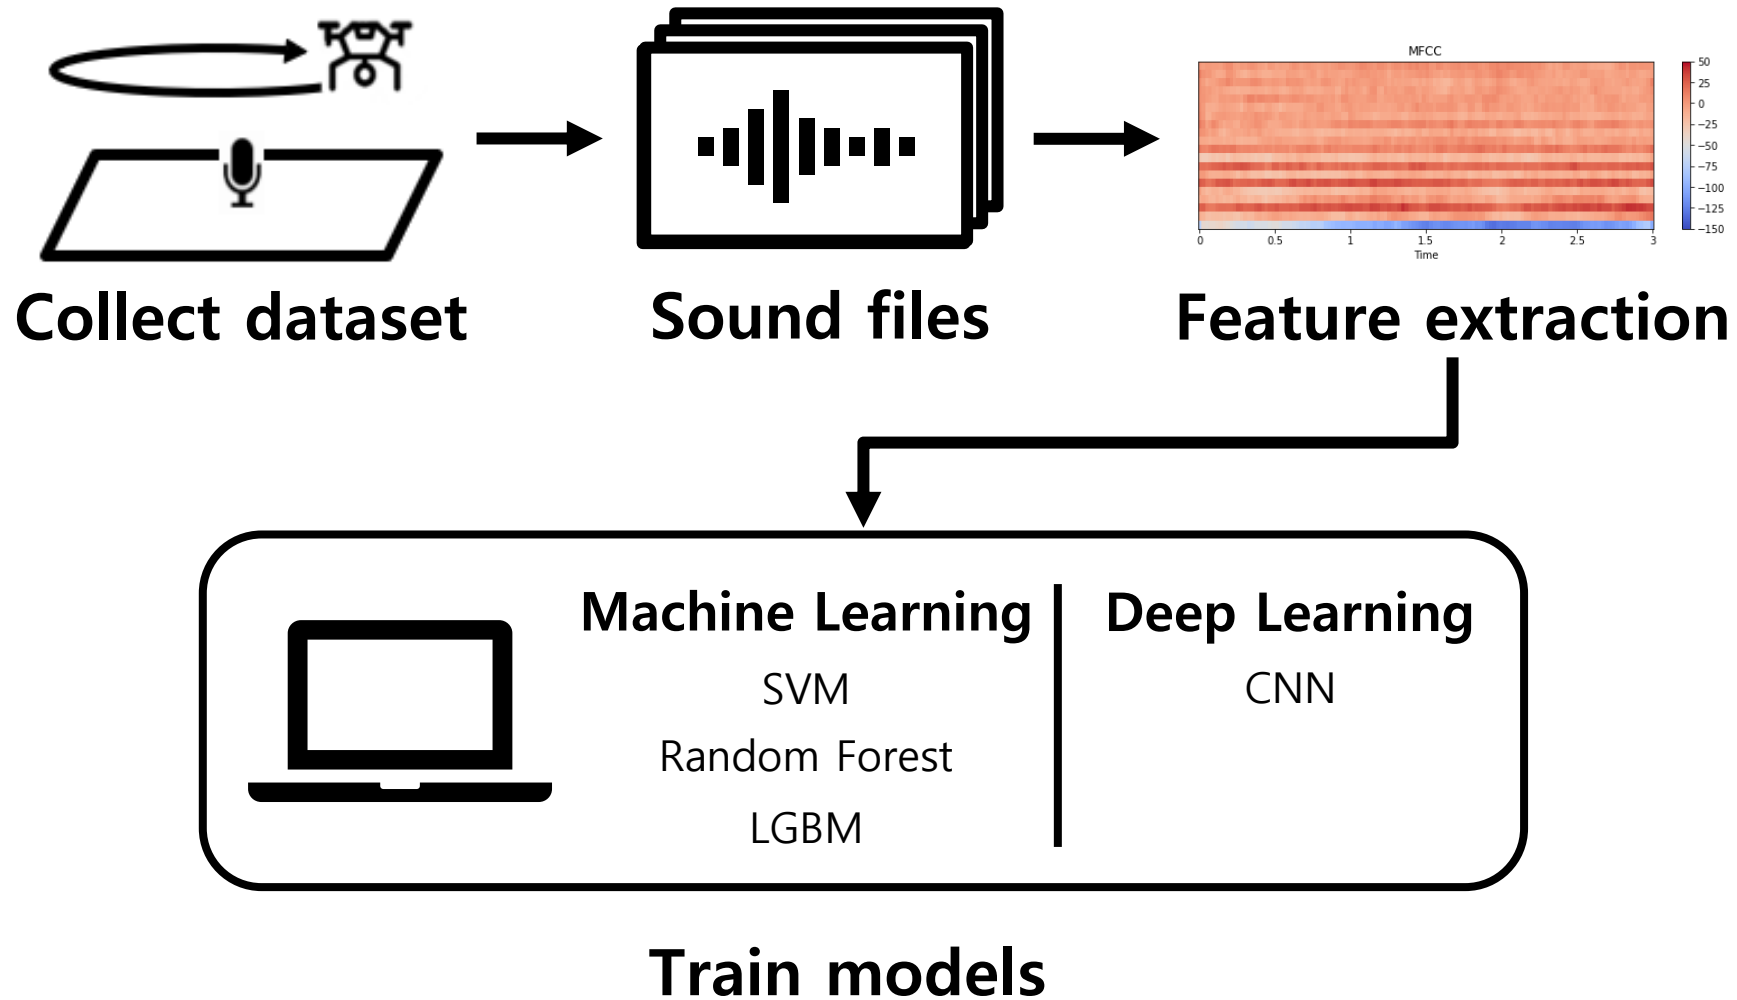 Collect dataset
Sound files
MFCC
50
25
0
−25
−50
−75
−100
−125
−150
0
0.5
1
1.5
2
2.5
3
Time
Feature extraction
Machine Learning
SVM
Random Forest
LGBM
Deep Learning
CNN
Train models